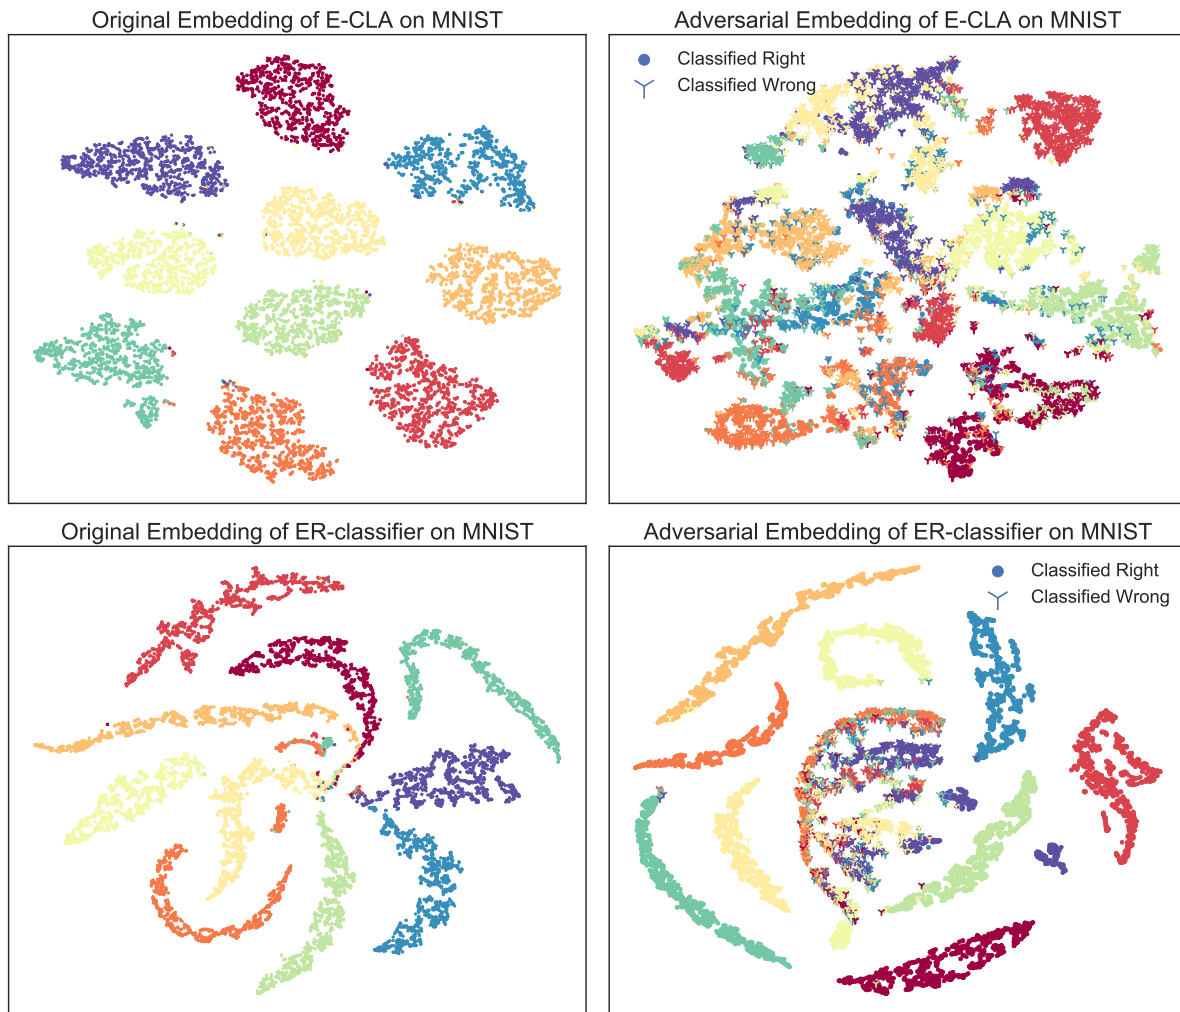 Original Embedding of E-CLA on MNIST
Adversarial Embedding of E-CLA on MNIST
Classified Right
Classified Wrong
Original Embedding of ER-classifier on MNIST
Adversarial Embedding of ER-classifier on MNIST
Classified Right
Classified Wrong